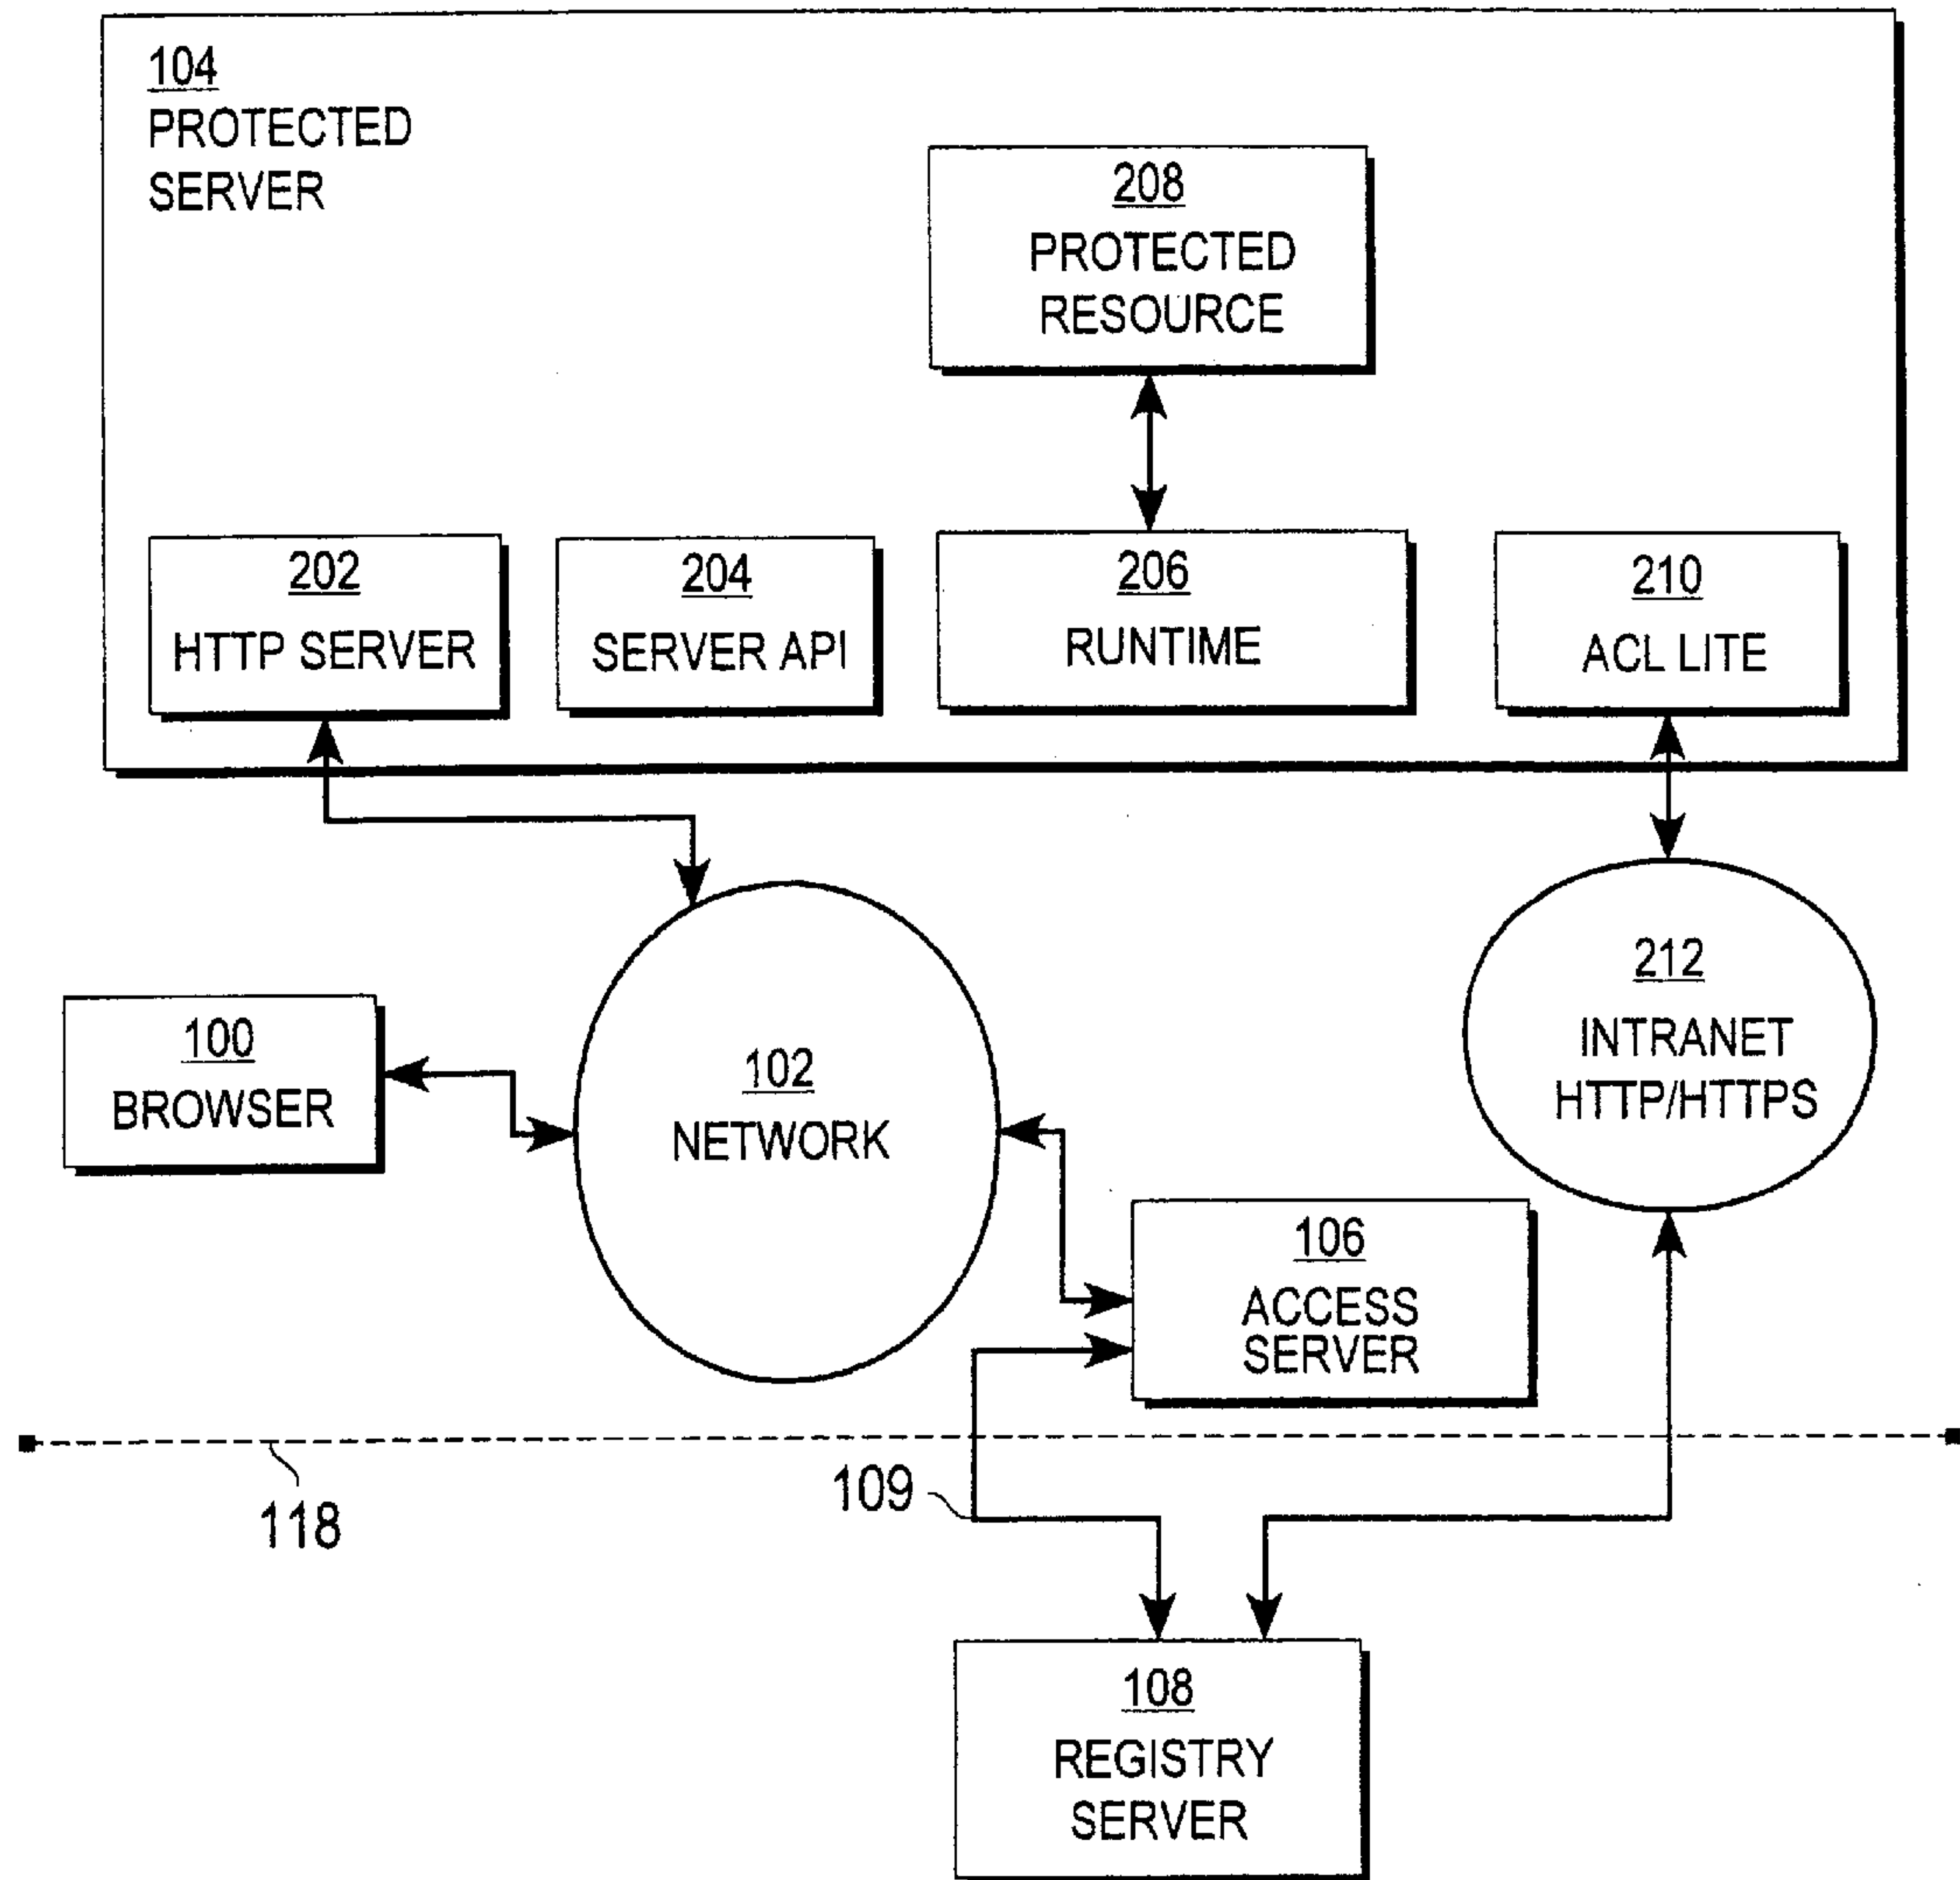 104
PROTECTED
SERVER
208
PROTECTED
RESOURCE
202
HTTP SERVER
204
SERVER API
206
RUNTIME
210
ACL LITE
212
INTRANET
HTTP/HTTPS
100
BROWSER
102
NETWORK
106
ACCESS
SERVER
118
109
108
REGISTRY
SERVER